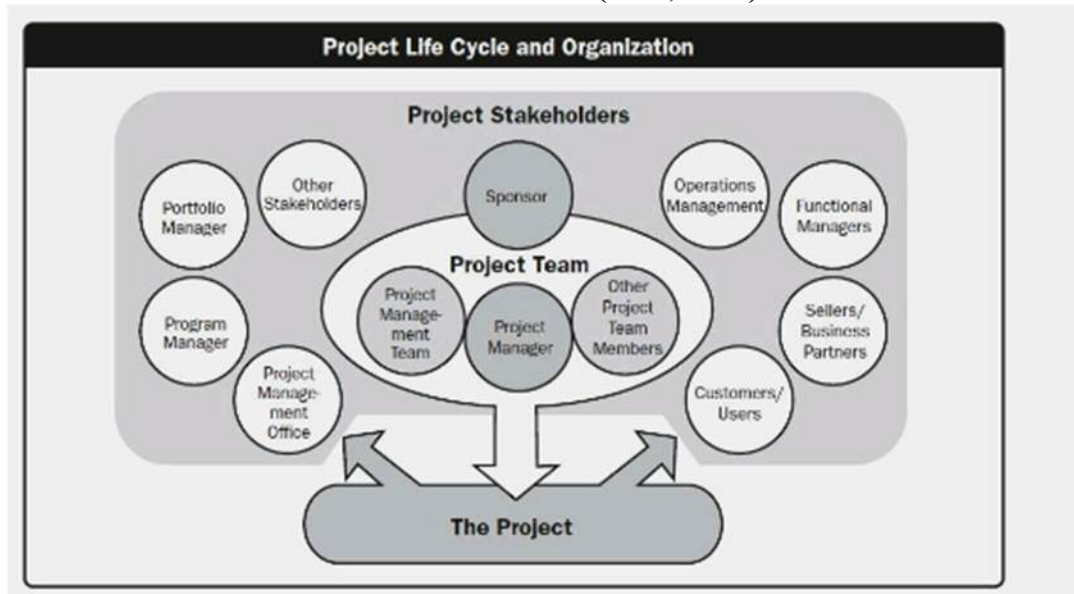 Project Life Cycle and Organization
Project Stakeholders
Portfolio
Manager
Other
Stakeholders
Sponsor
Operations
Management
Functional
Managers
Project Team
Program
Manager
Project
Manage-
ment
Team
Project
Manager
Other
Project
Team
Members
Sellers/
Business
Partners
Project
Manage-
ment
Office
Customers/
Users
The Project